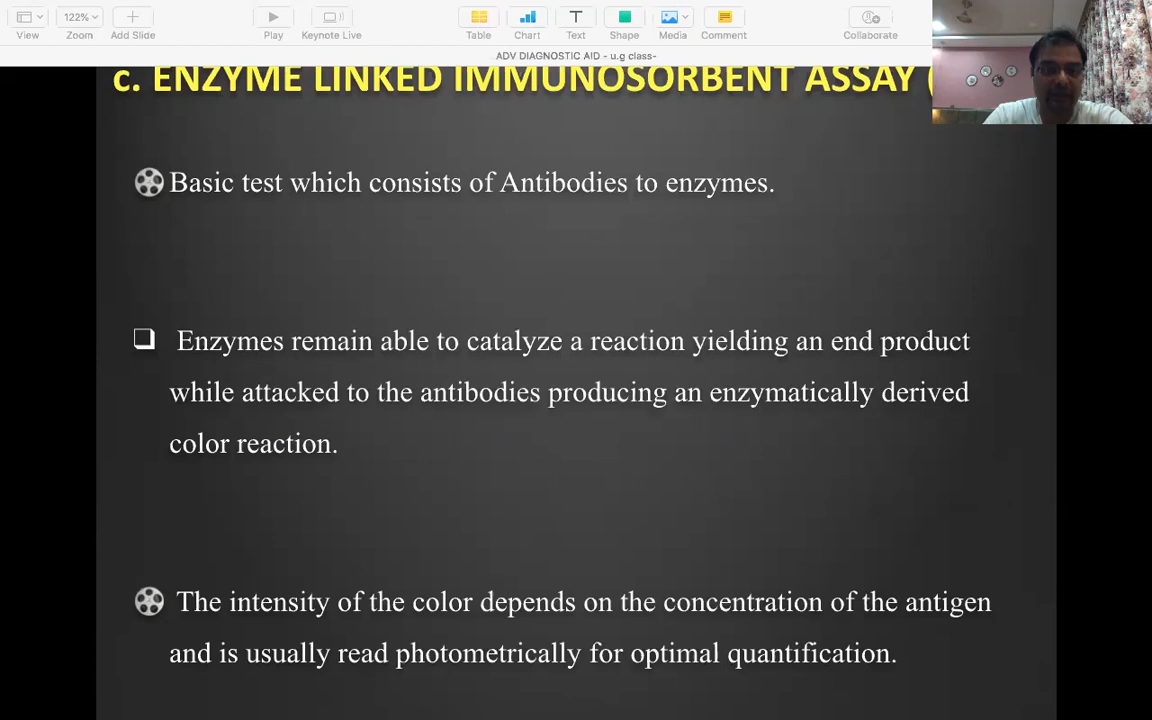 View
122%
Zoom
Add Slide
Play
Keynote Live
Table
Chart
Text
Shape
Media
Comment
Collaborate
ADV DIAGNOSTIC AID - u.g class-
c. ENZYME LINKED IMMUNOSORBENT ASSAY (
Basic test which consists of Antibodies to enzymes.
Enzymes remain able to catalyze a reaction yielding an end product
while attacked to the antibodies producing an enzymatically derived
color reaction.
The intensity of the color depends on the concentration of the antigen
and is usually read photometrically for optimal quantification.